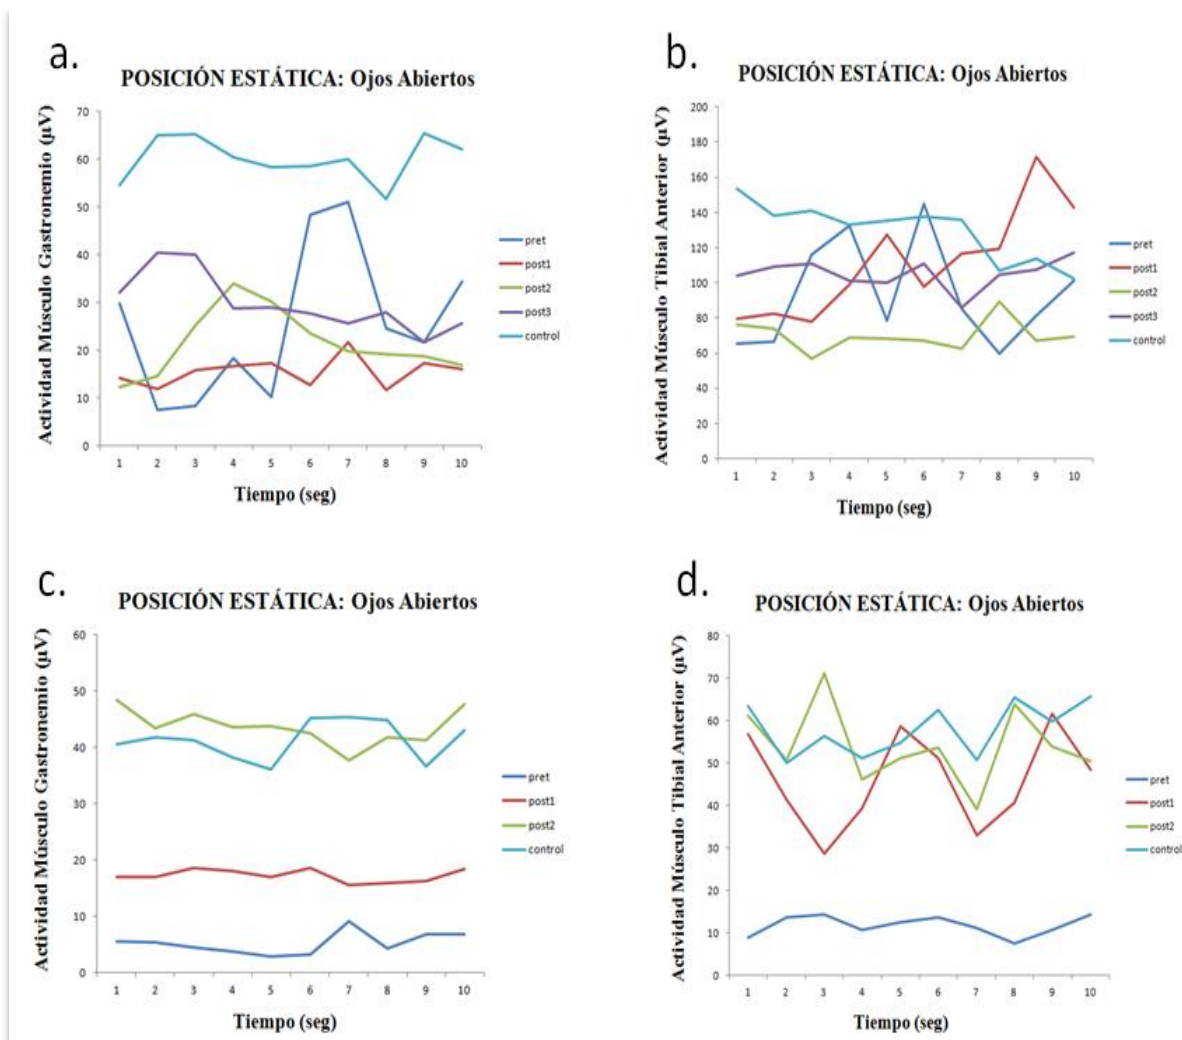 a.
POSICIÓN ESTÁTICA: Ojos Abiertos
Actividad Músculo Gastronemio (µV)
70
60
50
40
30
20
10
0
1 2 3 4 5 6 7 8 9 10
Tiempo (seg)
pret
post1
post2
post3
control
b.
POSICIÓN ESTÁTICA: Ojos Abiertos
Actividad Músculo Tibial Anterior (µV)
200
180
160
140
120
100
80
60
40
20
0
1 2 3 4 5 6 7 8 9 10
Tiempo (seg)
pret
post1
post2
post3
control
c.
POSICIÓN ESTÁTICA: Ojos Abiertos
Actividad Músculo Gastronemio (µV)
60
50
40
30
20
10
0
1 2 3 4 5 6 7 8 9 10
Tiempo (seg)
pret
post1
post2
control
d.
POSICIÓN ESTÁTICA: Ojos Abiertos
Actividad Músculo Tibial Anterior (µV)
80
70
60
50
40
30
20
10
0
1 2 3 4 5 6 7 8 9 10
Tiempo (seg)
pret
post1
post2
control